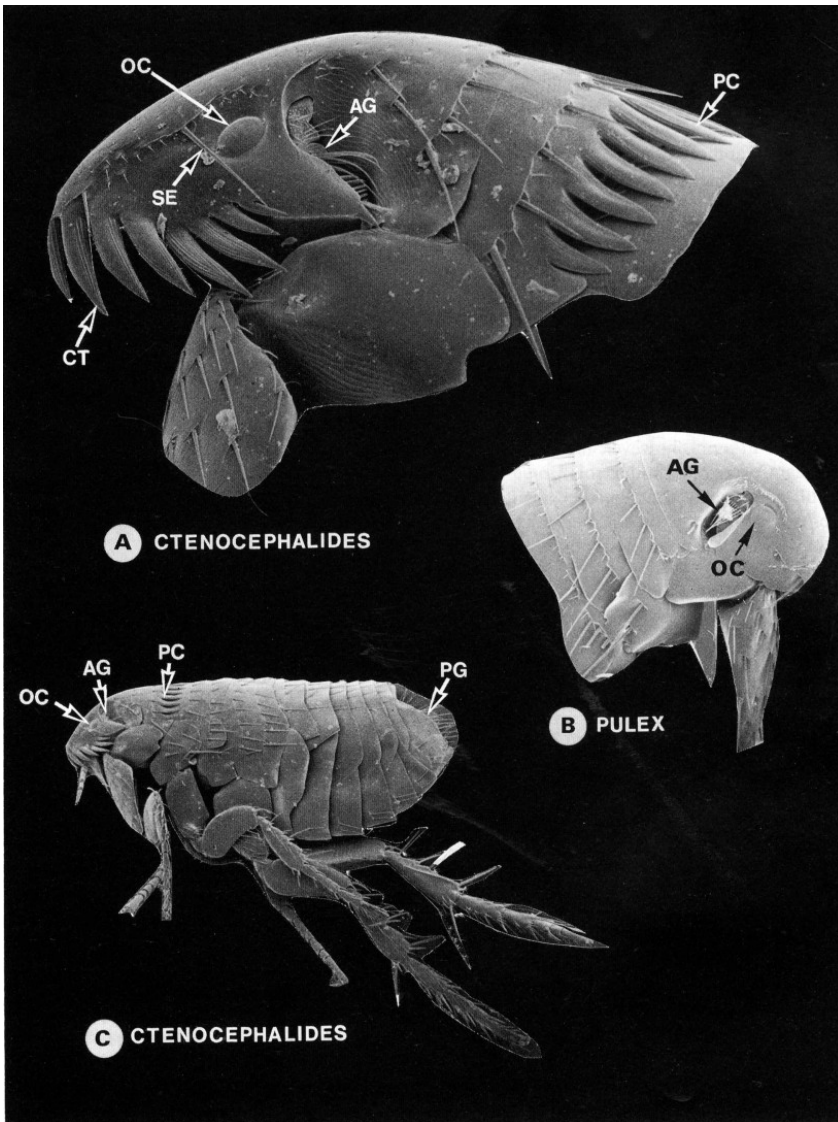 OC
AG
PC
SE
CT
A CTENOCEPHALIDES
AG
OC
B PULEX
PC
AG
OC
PG
C CTENOCEPHALIDES